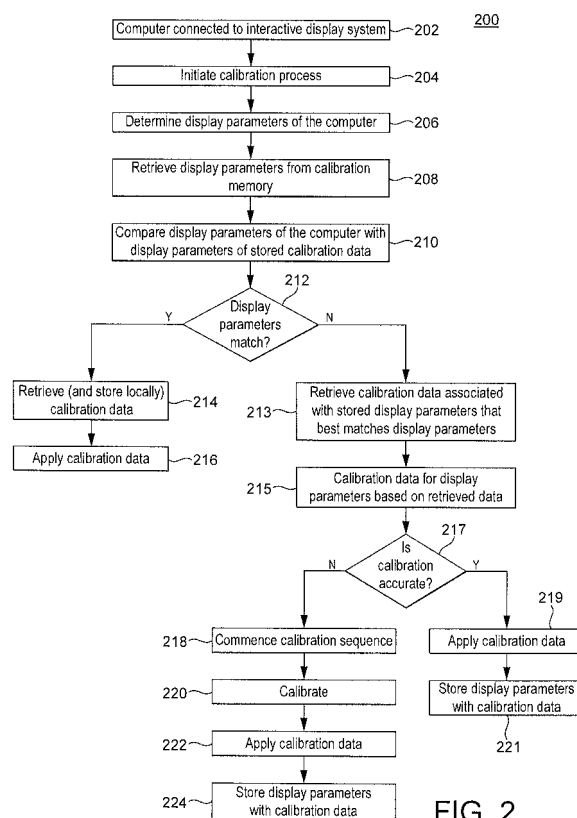 200
Computer connected to interactive display system
202
Initiate calibration process
204
Determine display parameters of the computer
206
Retrieve display parameters from calibration
memory
208
Compare display parameters of the computer with
display parameters of stored calibration data
210
212
Display
parameters
match?
Y
N
Retrieve (and store locally)
calibration data
214
Apply calibration data
216
213
Retrieve calibration data associated
with stored display parameters that
best matches display parameters
215
Calibration data for display
parameters based on retrieved data
217
Is
calibration
accurate?
N
Y
218
Commence calibration sequence
220
Calibrate
222
Apply calibration data
224
Store display parameters
with calibration data
219
Apply calibration data
Store display parameters
with calibration data
221
FIG. 2